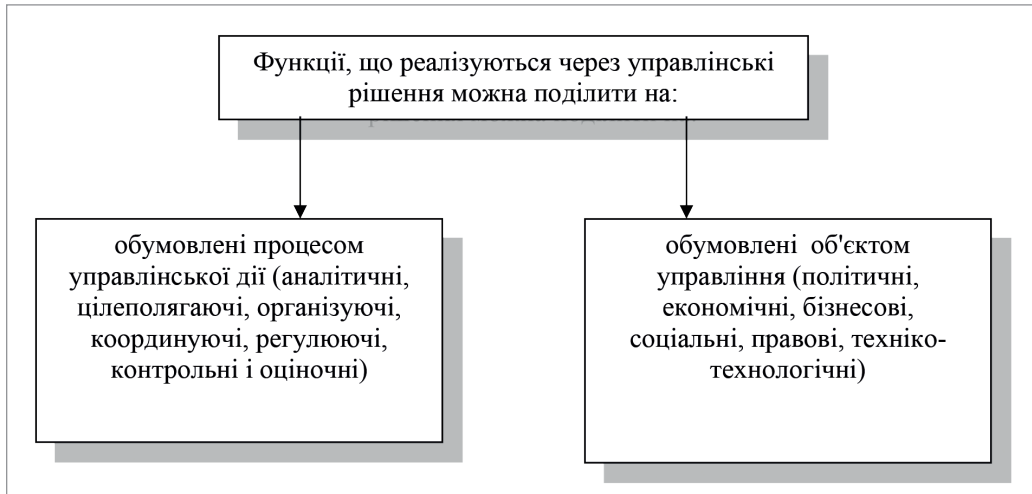 Функції, що реалізуються через управлінські
рішення можна поділити на:
обумовлені процесом
управлінської дії (аналітичні,
цілеполягаючі, організуючі,
координуючі, регулюючі,
контрольні і оціночні)
обумовлені об'єктом
управління (політичні,
економічні, бізнесові,
соціальні, правові, техніко-
технологічні)